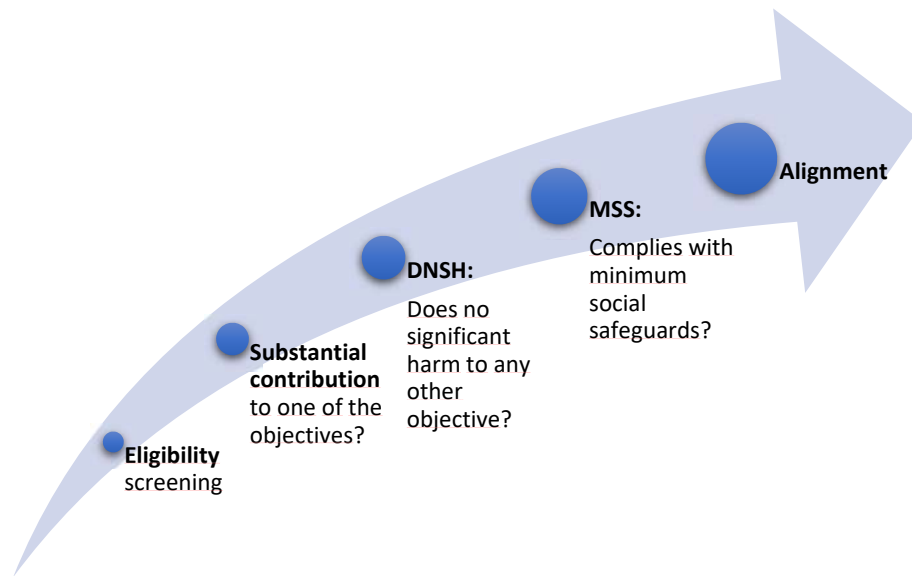 Eligibility
screening
Substantial
contribution
to one of the
objectives?
DNSH:
Does no
significant
harm to any
other
objective?
MSS:
Complies with
minimum
social
safeguards?
Alignment